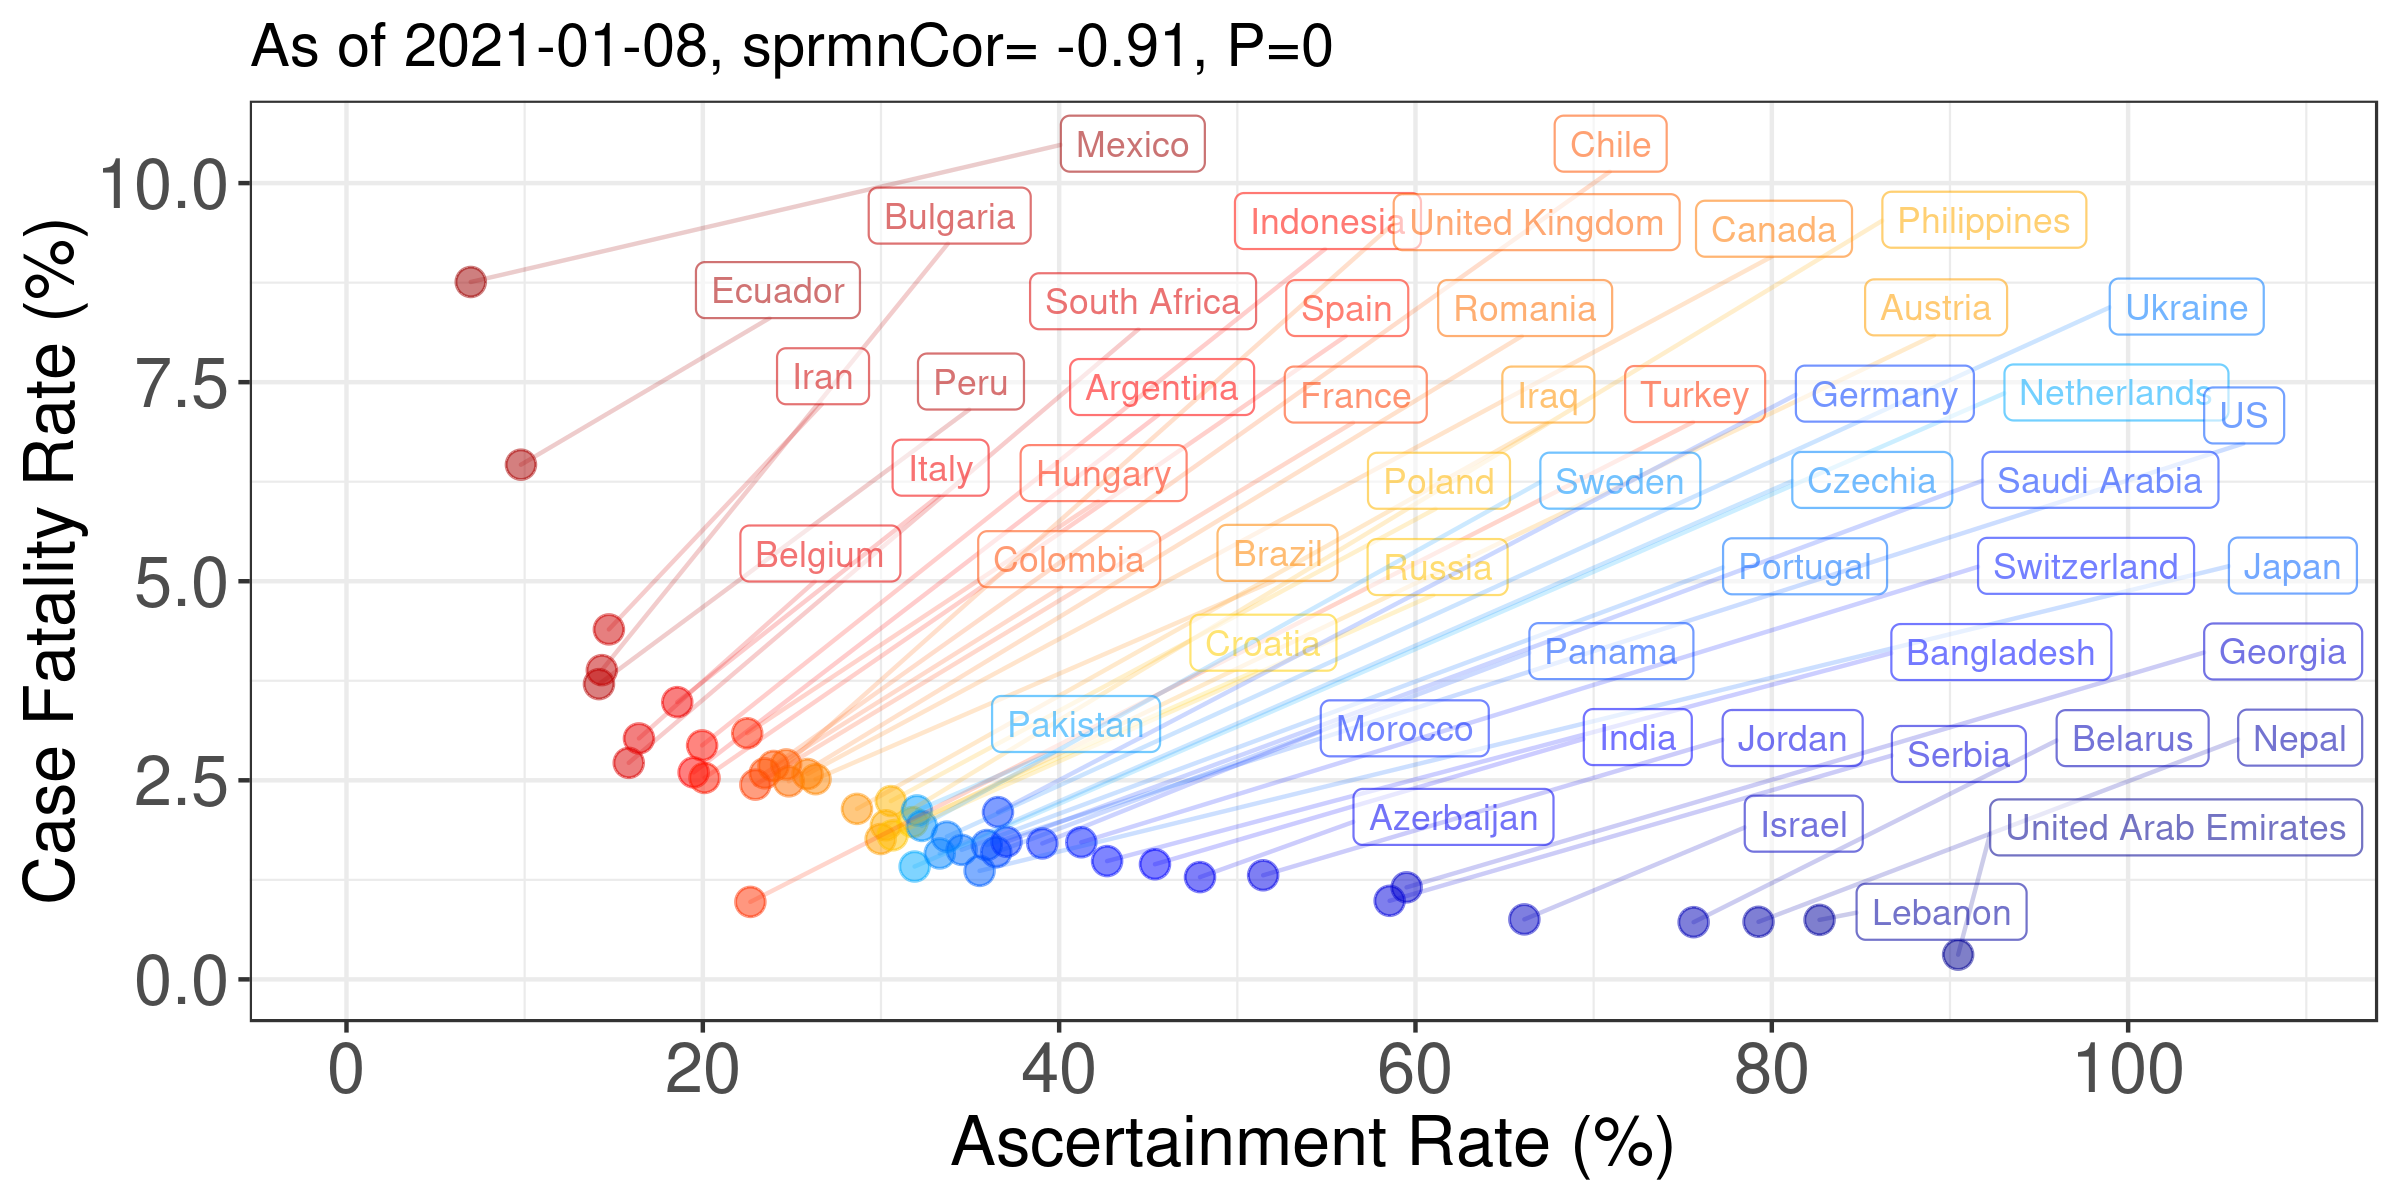 As of 2021-01-08, sprmnCor= -0.91, P=0
Case Fatality Rate (%)
10.0
7.5
5.0
2.5
0.0
Mexico
Chile
Bulgaria
Indonesia
United Kingdom
Canada
Philippines
Ecuador
South Africa
Spain
Romania
Austria
Ukraine
Iran
Peru
Argentina
France
Iraq
Turkey
Germany
Netherlands
US
Italy
Hungary
Poland
Sweden
Czechia
Saudi Arabia
Belgium
Colombia
Brazil
Russia
Portugal
Switzerland
Japan
Croatia
Panama
Bangladesh
Georgia
Pakistan
Morocco
India
Jordan
Serbia
Belarus
Nepal
Azerbaijan
Israel
United Arab Emirates
Lebanon
0
20
40
60
80
100
Ascertainment Rate (%)